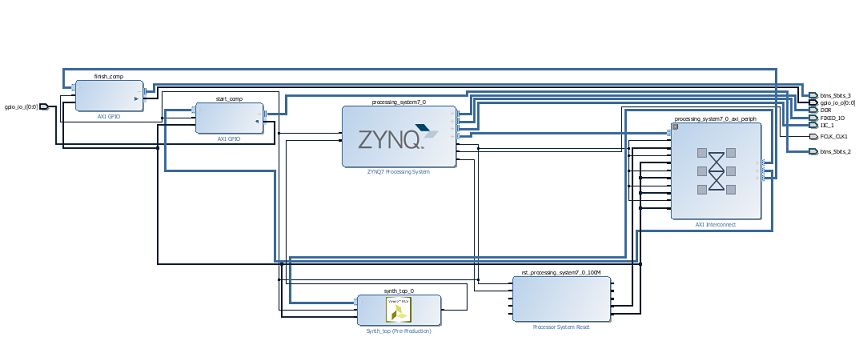 finish_comp
AXI GPIO
gpio_io_i[0:0]
start_comp
AXI GPIO
processing_system7_0
ZYNQ
ZYNQ7 Processing System
processing_system7_0_axi_periph
AXI Interconnect
btns_5bits_3
gpio_io_o[0:0]
DDR
FIXED_IO
IIC_1
FCLK_CLK1
btns_5bits_2
synth_top_0
Synth_top (Pre-Production)
rst_processing_system7_0_100M
Processor System Reset